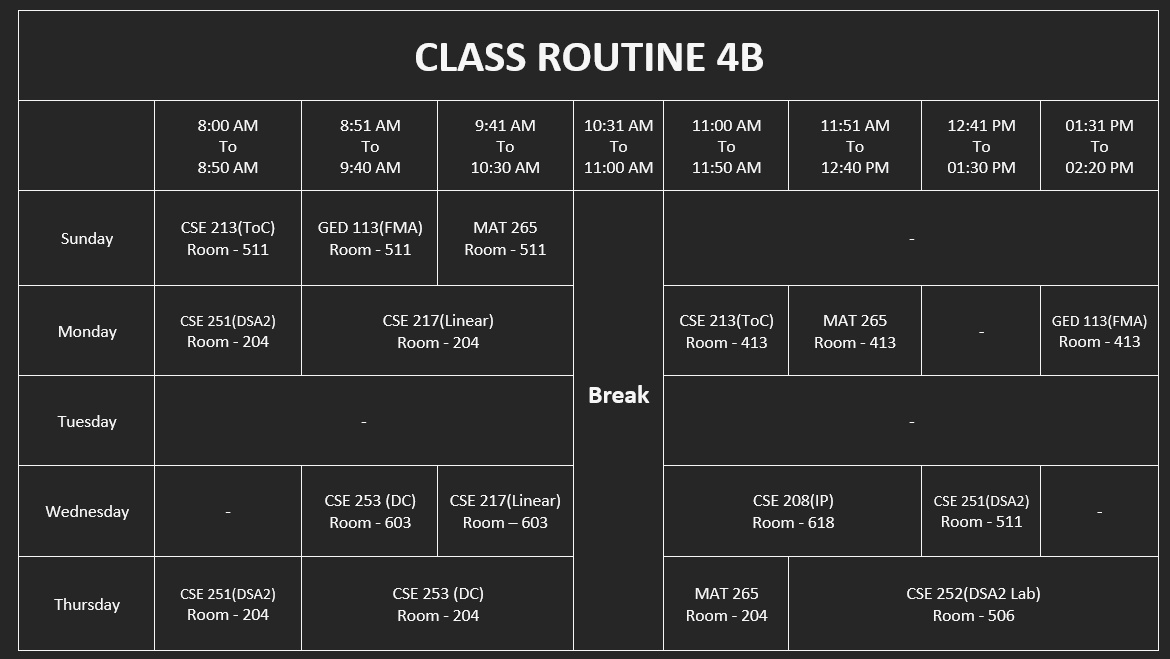 CLASS ROUTINE 4B
8:00 AM
To
8:50 AM
8:51 AM
To
9:40 AM
9:41 AM
To
10:30 AM
10:31 AM
To
11:00 AM
11:00 AM
To
11:50 AM
11:51 AM
To
12:40 PM
12:41 PM
To
01:30 PM
01:31 PM
To
02:20 PM
Sunday
CSE 213(ToC)
Room - 511
GED 113(FMA)
Room - 511
MAT 265
Room - 511
Break
-
Monday
CSE 251(DSA2)
Room - 204
CSE 217(Linear)
Room - 204
CSE 213(ToC)
Room - 413
MAT 265
Room - 413
-
GED 113(FMA)
Room - 413
Tuesday
-
-
Wednesday
-
CSE 253 (DC)
Room - 603
CSE 217(Linear)
Room – 603
CSE 208(IP)
Room - 618
CSE 251(DSA2)
Room - 511
-
Thursday
CSE 251(DSA2)
Room - 204
CSE 253 (DC)
Room - 204
MAT 265
Room - 204
CSE 252(DSA2 Lab)
Room - 506